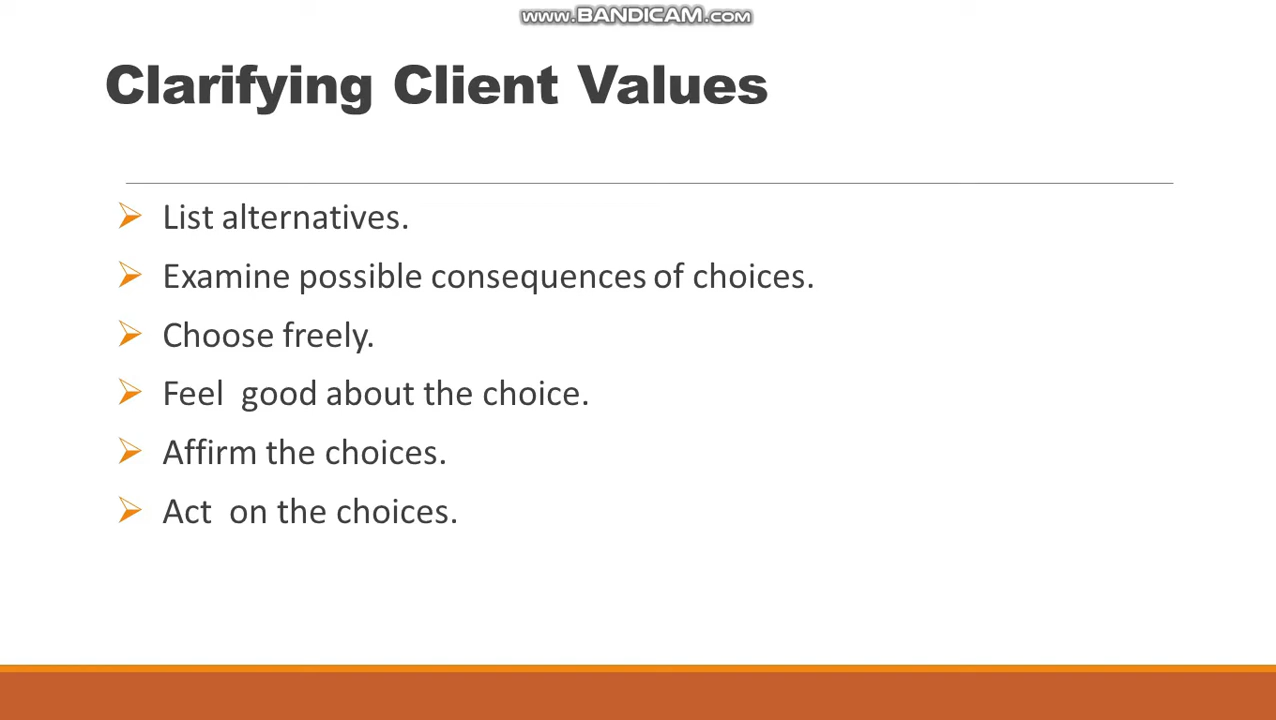 www.BANDICAM.com
Clarifying Client Values
List alternatives.
Examine possible consequences of choices.
Choose freely.
Feel  good about the choice.
Affirm the choices.
Act  on the choices.